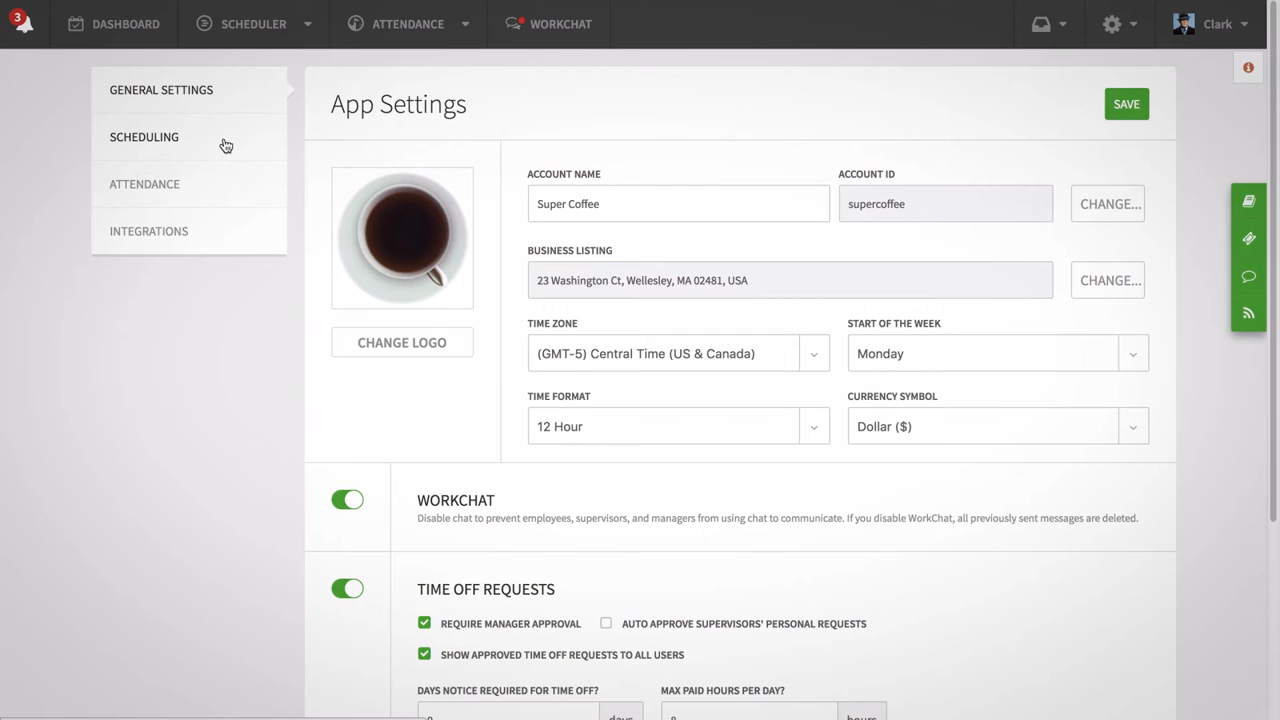 3
DASHBOARD
SCHEDULER
ATTENDANCE
WORKCHAT
Clark
GENERAL SETTINGS
SCHEDULING
ATTENDANCE
INTEGRATIONS
App Settings
SAVE
CHANGE LOGO
ACCOUNT NAME
ACCOUNT ID
Super Coffee
supercoffee
CHANGE...
BUSINESS LISTING
23 Washington Ct, Wellesley, MA 02481, USA
CHANGE...
TIME ZONE
START OF THE WEEK
(GMT-5) Central Time (US & Canada)
Monday
TIME FORMAT
CURRENCY SYMBOL
12 Hour
Dollar ($)
WORKCHAT
Disable chat to prevent employees, supervisors, and managers from using chat to communicate. If you disable WorkChat, all previously sent messages are deleted.
TIME OFF REQUESTS
REQUIRE MANAGER APPROVAL
AUTO APPROVE SUPERVISORS' PERSONAL REQUESTS
SHOW APPROVED TIME OFF REQUESTS TO ALL USERS
DAYS NOTICE REQUIRED FOR TIME OFF?
MAX PAID HOURS PER DAY?
days
hours